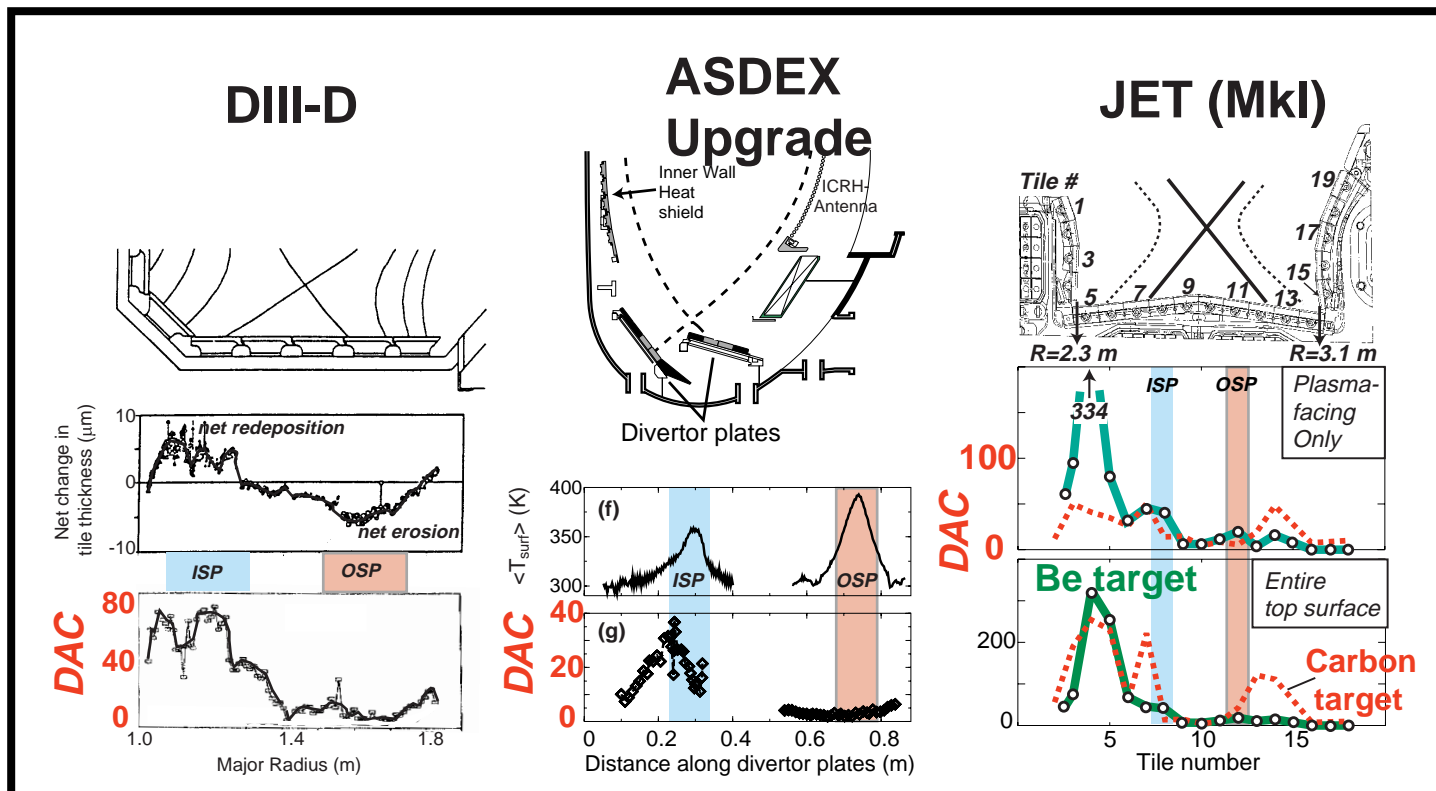 DIII-D
net redeposition
net erosion
Net change in
tile thickness (μm)
10
0
-10
ISP
OSP
DAC
80
40
0
1.0
1.4
1.8
Major Radius (m)
ASDEX
Upgrade
Inner Wall
Heat
shield
ICRH-
Antenna
Divertor plates
<Tsurf> (K)
400
350
300
(f)
ISP
OSP
DAC
40
20
0
(g)
0
0.2
0.4
0.6
0.8
Distance along divertor plates (m)
JET (MkI)
Tile #
1
3
5
7
9
11
13
15
17
19
R=2.3 m
R=3.1 m
334
ISP
OSP
Plasma-
facing
Only
DAC
100
0
Be target
Entire
top surface
200
0
Carbon
target
5
10
15
Tile number